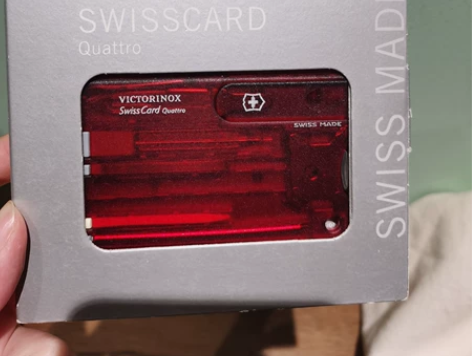 SWISSCARD
Quattro
VICTORINOX
SwissCard Quattro
SWISS MADE
SWISS MADE